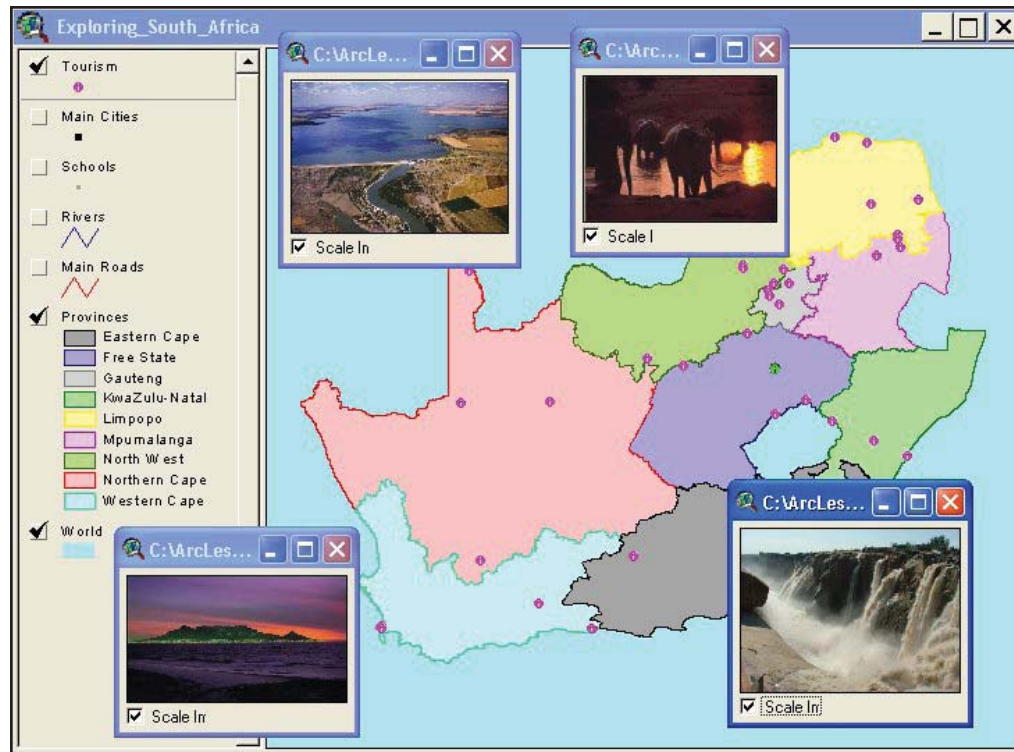 Exploring_South_Africa
Tourism
Main Cities
Schools
Rivers
Main Roads
Provinces
Eastern Cape
Free State
Gauteng
KwaZulu-Natal
Limpopo
Mpumalanga
North West
Northern Cape
Western Cape
World
C:\ArcLe...
Scale In
C:\Arc...
Scale I
C:\ArcLes...
Scale In
C:\ArcLes...
Scale In